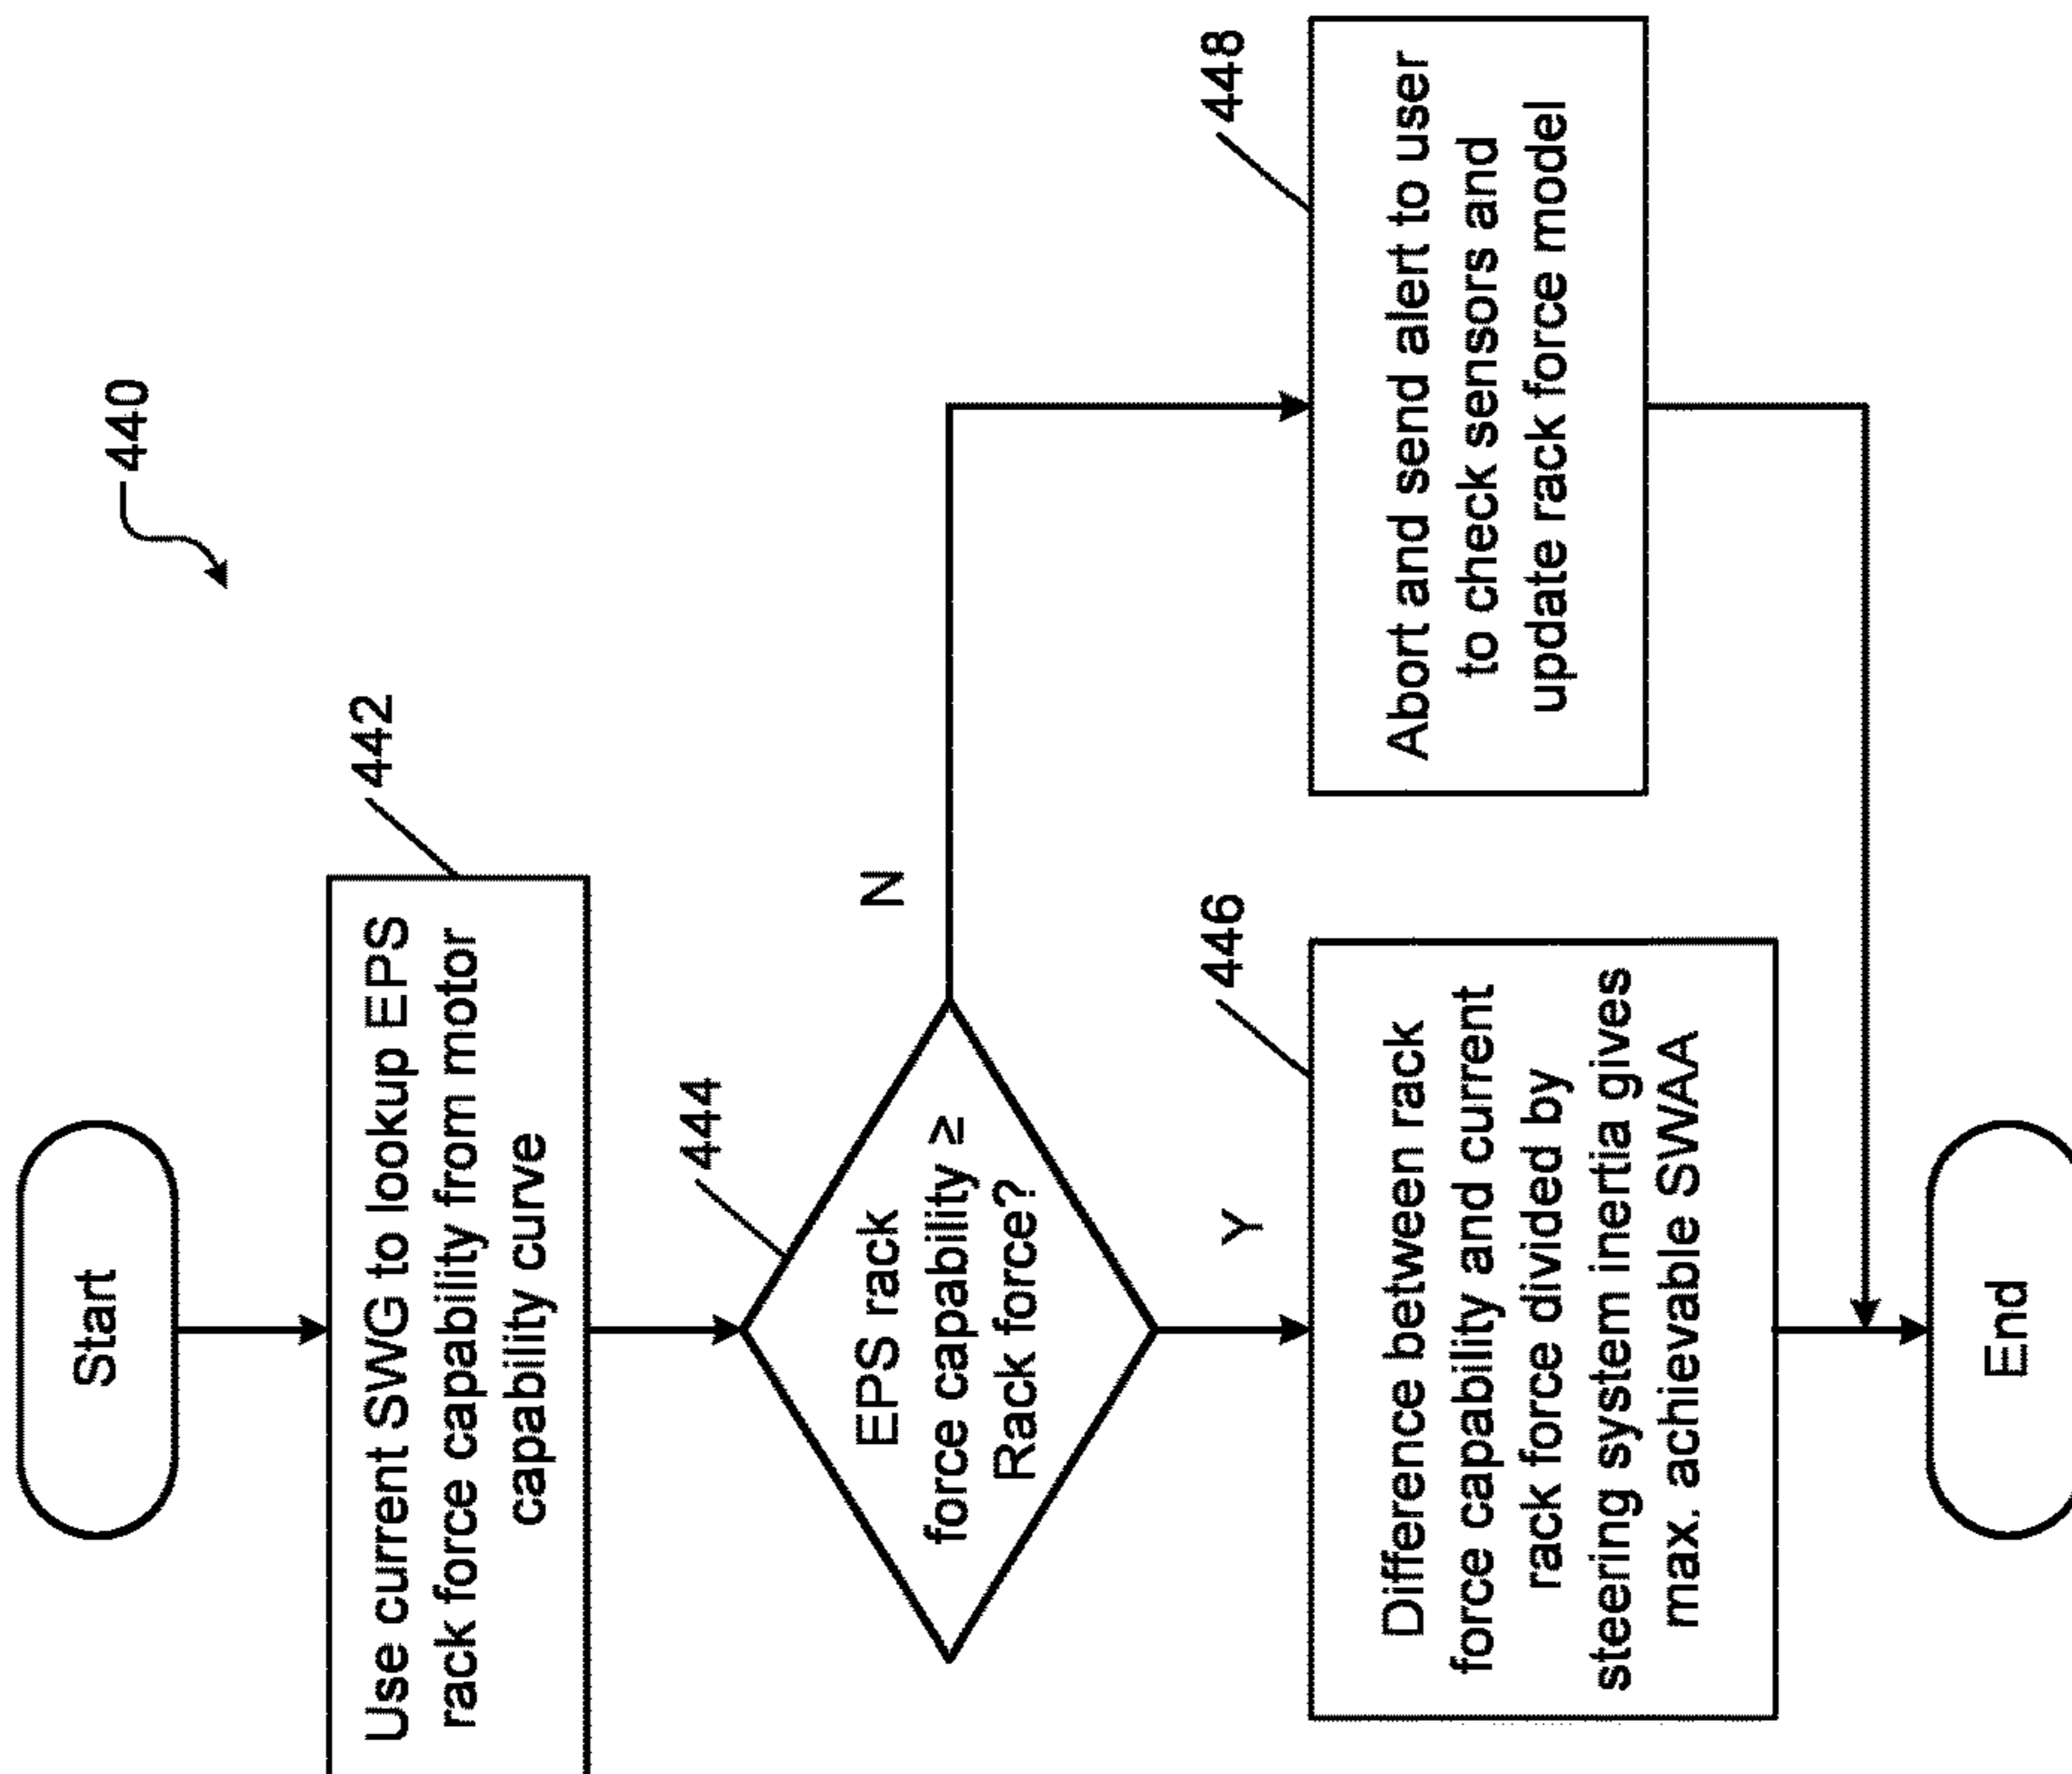 440
Start
442
Use current SWG to lookup EPS
rack force capability from motor
capability curve
444
EPS rack
force capability ≥
Rack force?
N
Y
446
Difference between rack
force capability and current
rack force divided by
steering system inertia gives
max. achievable SWAA
448
Abort and send alert to user
to check sensors and
update rack force model
End